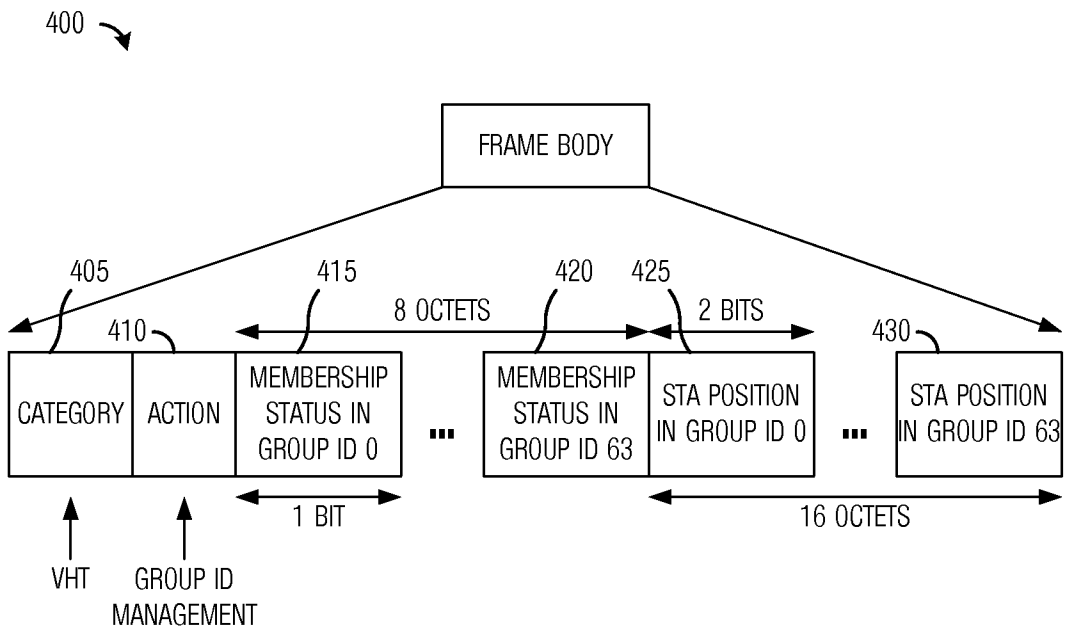 400
FRAME BODY
405
415
420
425
8 OCTETS
2 BITS
410
430
CATEGORY
ACTION
MEMBERSHIP
STATUS IN
GROUP ID 0
...
MEMBERSHIP
STATUS IN
GROUP ID 63
STA POSITION
IN GROUP ID 0
...
STA POSITION
IN GROUP ID 63
1 BIT
16 OCTETS
VHT
GROUP ID
MANAGEMENT